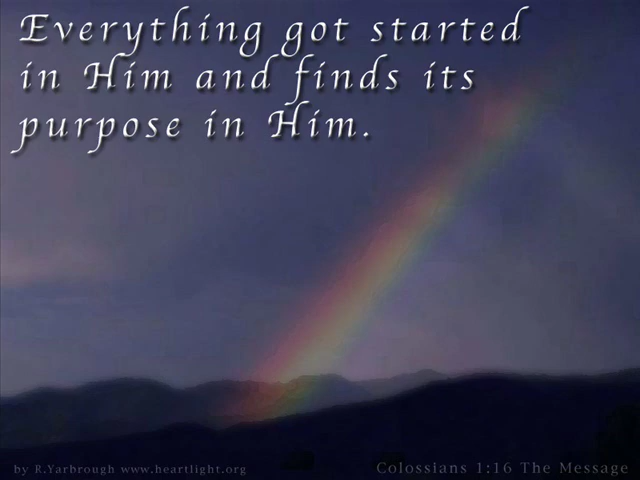 Everything got started
in Him and finds its
purpose in Him.
by R.Yarbrough www.heartlight.org
Colossians 1:16 The Message